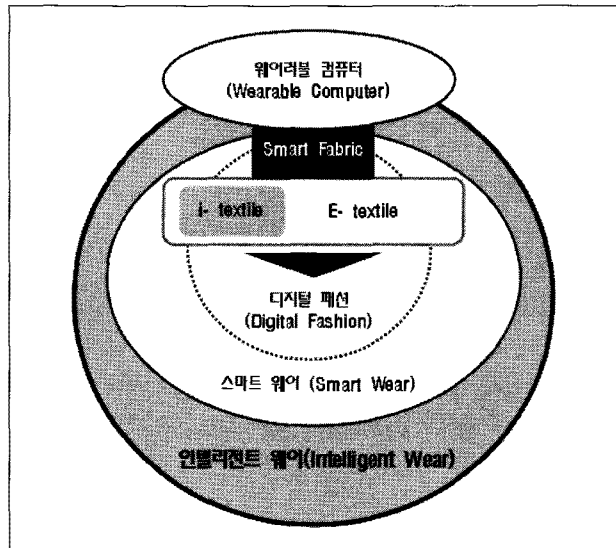 웨어러블 컴퓨터
(Wearable Computer)
Smart Fabric
i- textile E- textile
디지털 패션
(Digital Fashion)
스마트 웨어 (Smart Wear)
인텔리전트 웨어(Intelligent Wear)